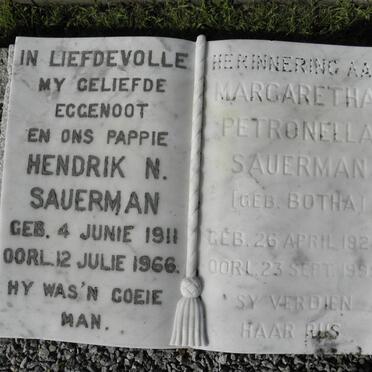 IN LIEFDEVOLLE
MY GELIEFDE
EGGENOOT
EN ONS PAPPIE
HENDRIK N.
SAUERMAN
GEB. 4 JUNIE 1911
OORL. 12 JULIE 1966.
HY WAS 'N GOEIE
MAN.
HERINNERING AA
MARGARETHA
PETRONELLA
SAUERMAN
(GEB. BOTHA)
GEB. 26 APRIL
OORL. 23 SEPT.
SY VERDIEN
HAAR RUS